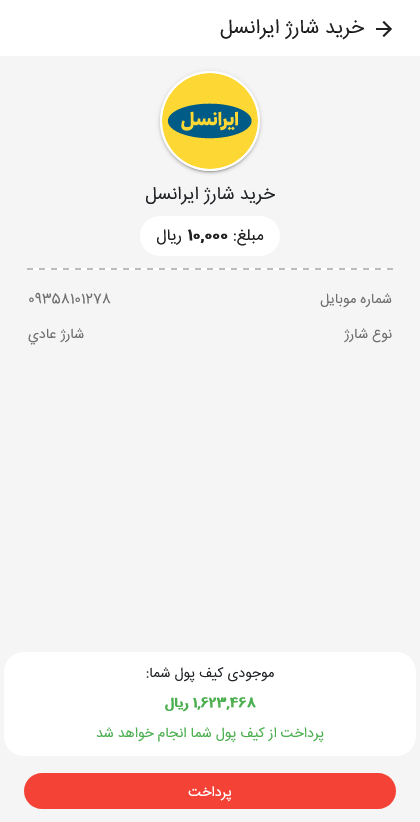 خرید شارژ ایرانسل
ایرانسل
خرید شارژ ایرانسل
مبلغ: ۱۰,۰۰۰ ریال
شماره موبایل ۰۹۳۵۸۱۰۱۲۷۸
نوع شارژ شارژ عادي
موجودی کیف پول شما:
۱,۶۲۳,۴۶۸ ریال
پرداخت از کیف پول شما انجام خواهد شد
پرداخت